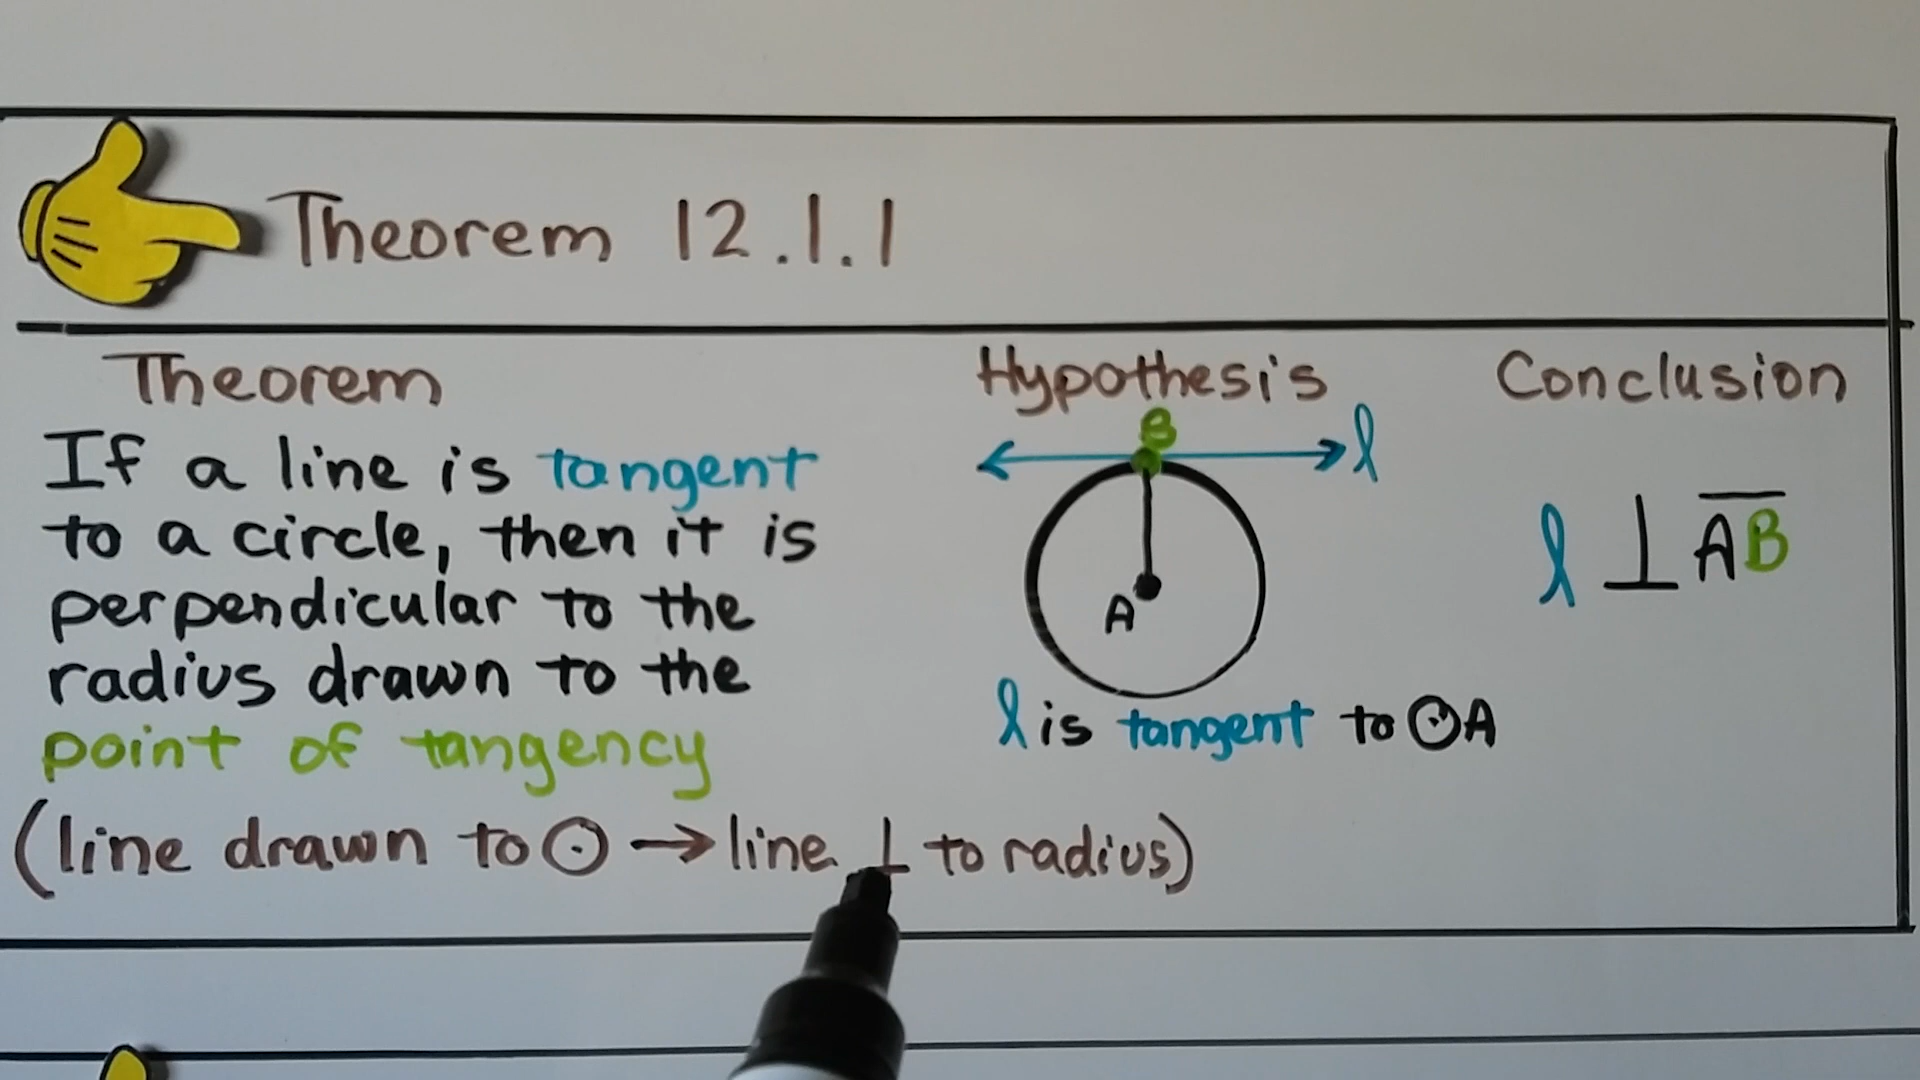 Theorem 12.1.1
Theorem
If a line is tangent
to a circle, then it is
perpendicular to the
radius drawn to the
point of tangency
(line drawn to ⊙ → line ⊥ to radius)
Hypothesis
B
l
A
l is tangent to ⊙A
Conclusion
l ⊥ A̅B̅